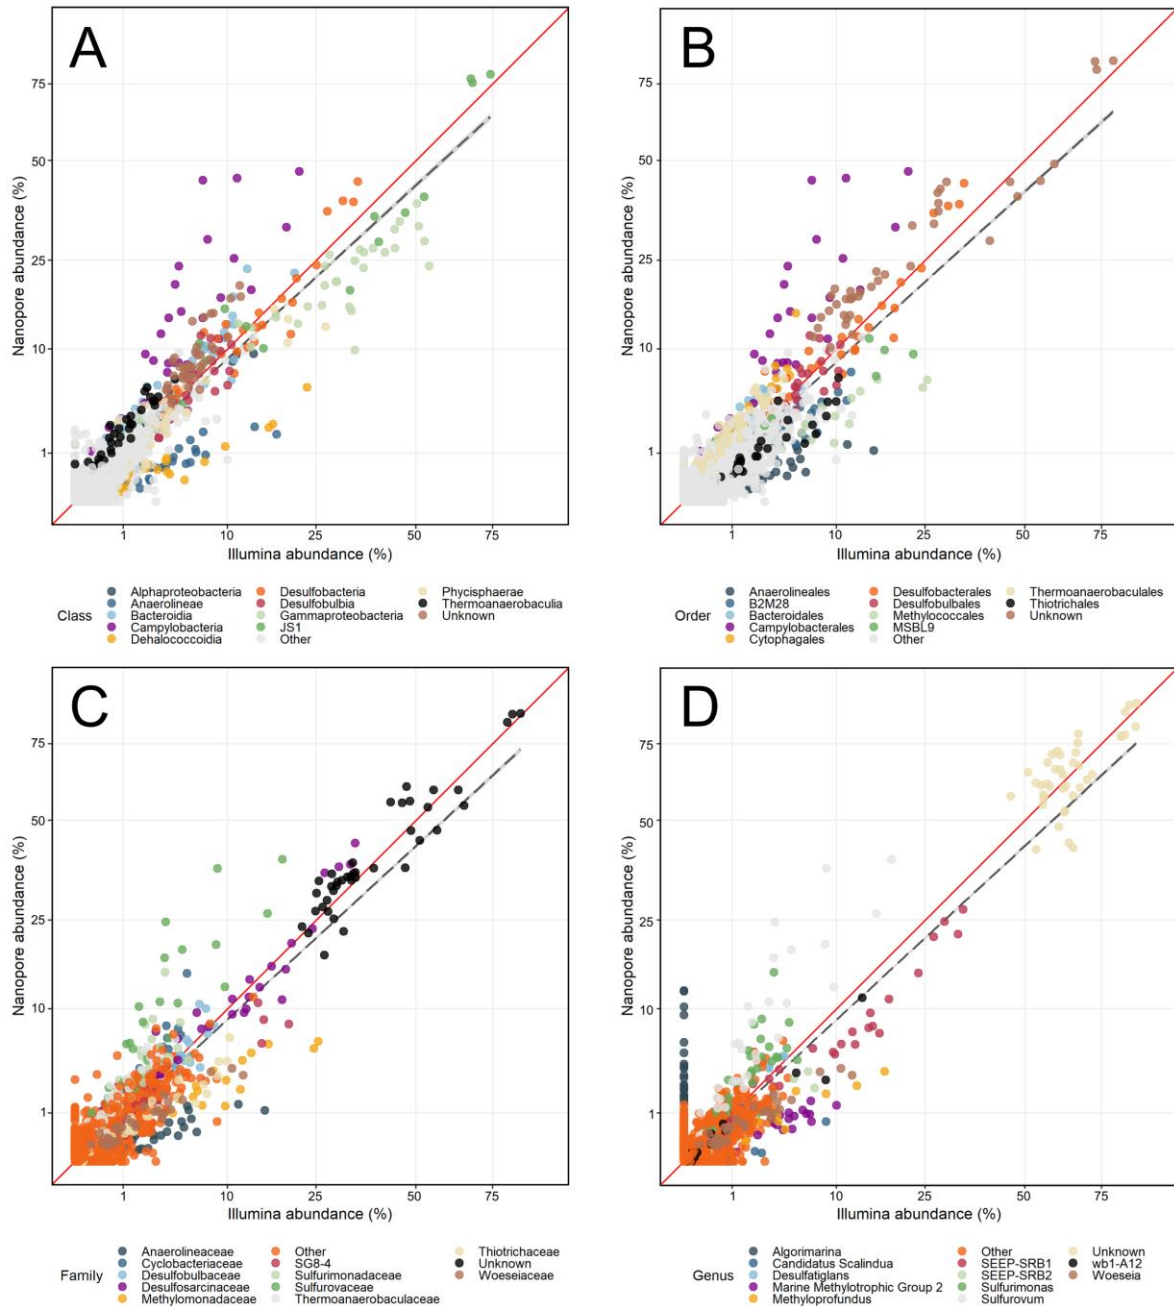 A
Nanopore abundance (%)
75
50
25
10
1
1 10 25 50 75
Illumina abundance (%)
Class
Alphaproteobacteria Desulfobacteria Phycisphaerae
Anaerolineae Desulfobulbia Thermoanaerobaculia
Bacteroidia Gammaproteobacteria Unknown
Campylobacteria JS1
Dehalococcoidia Other
B
Nanopore abundance (%)
75
50
25
10
1
1 10 25 50 75
Illumina abundance (%)
Order
Anaerolineales Desulfobacterales Thermoanaerobaculales
B2M28 Desulfobulbales Thiotrichales
Bacteroidales Methylococcales Unknown
Campylobacterales MSBL9
Cytophagales Other
C
Nanopore abundance (%)
75
50
25
10
1
1 10 25 50 75
Illumina abundance (%)
Family
Anaerolineaceae Other Thiotrichaceae
Cyclobacteriaceae SG8-4 Unknown
Desulfobulbaceae Sulfurimonadaceae Woeseiaceae
Desulfosarcinaceae Sulfurovaceae
Methylomonadaceae Thermoanaerobaculaceae
D
Nanopore abundance (%)
75
50
25
10
1
1 10 25 50 75
Illumina abundance (%)
Genus
Algorimarina Other Unknown
Candidatus Scalindua SEEP-SRB1 wb1-A12
Desulfatiglans SEEP-SRB2 Woeseia
Marine Methylotrophic Group 2 Sulfurimonas
Methyloprofundus Sulfurovum